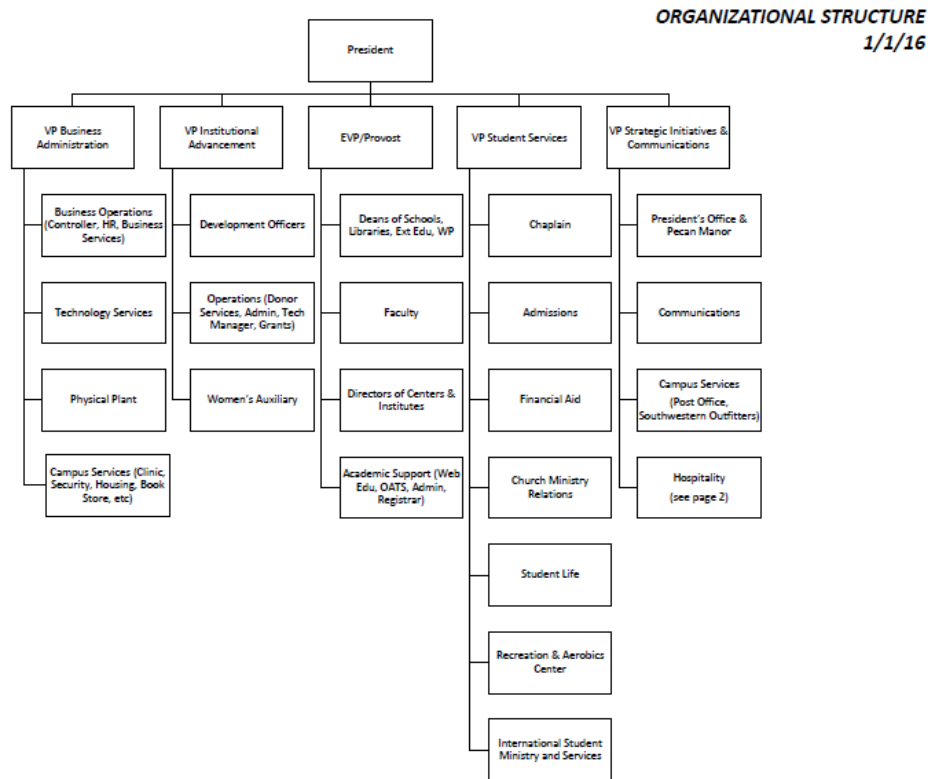 ORGANIZATIONAL STRUCTURE
1/1/16
President
VP Business
Administration
VP Institutional
Advancement
EVP/Provost
VP Student Services
VP Strategic Initiatives &
Communications
Business Operations
(Controller, HR, Business
Services)
Development Officers
Deans of Schools,
Libraries, Ext Edu, WP
Chaplain
President's Office &
Pecan Manor
Technology Services
Operations (Donor
Services, Admin, Tech
Manager, Grants)
Faculty
Admissions
Communications
Physical Plant
Women's Auxiliary
Directors of Centers &
Institutes
Financial Aid
Campus Services
(Post Office,
Southwestern Outfitters)
Campus Services (Clinic,
Security, Housing, Book
Store, etc)
Academic Support (Web
Edu, OATS, Admin,
Registrar)
Church Ministry
Relations
Hospitality
(see page 2)
Student Life
Recreation & Aerobics
Center
International Student
Ministry and Services